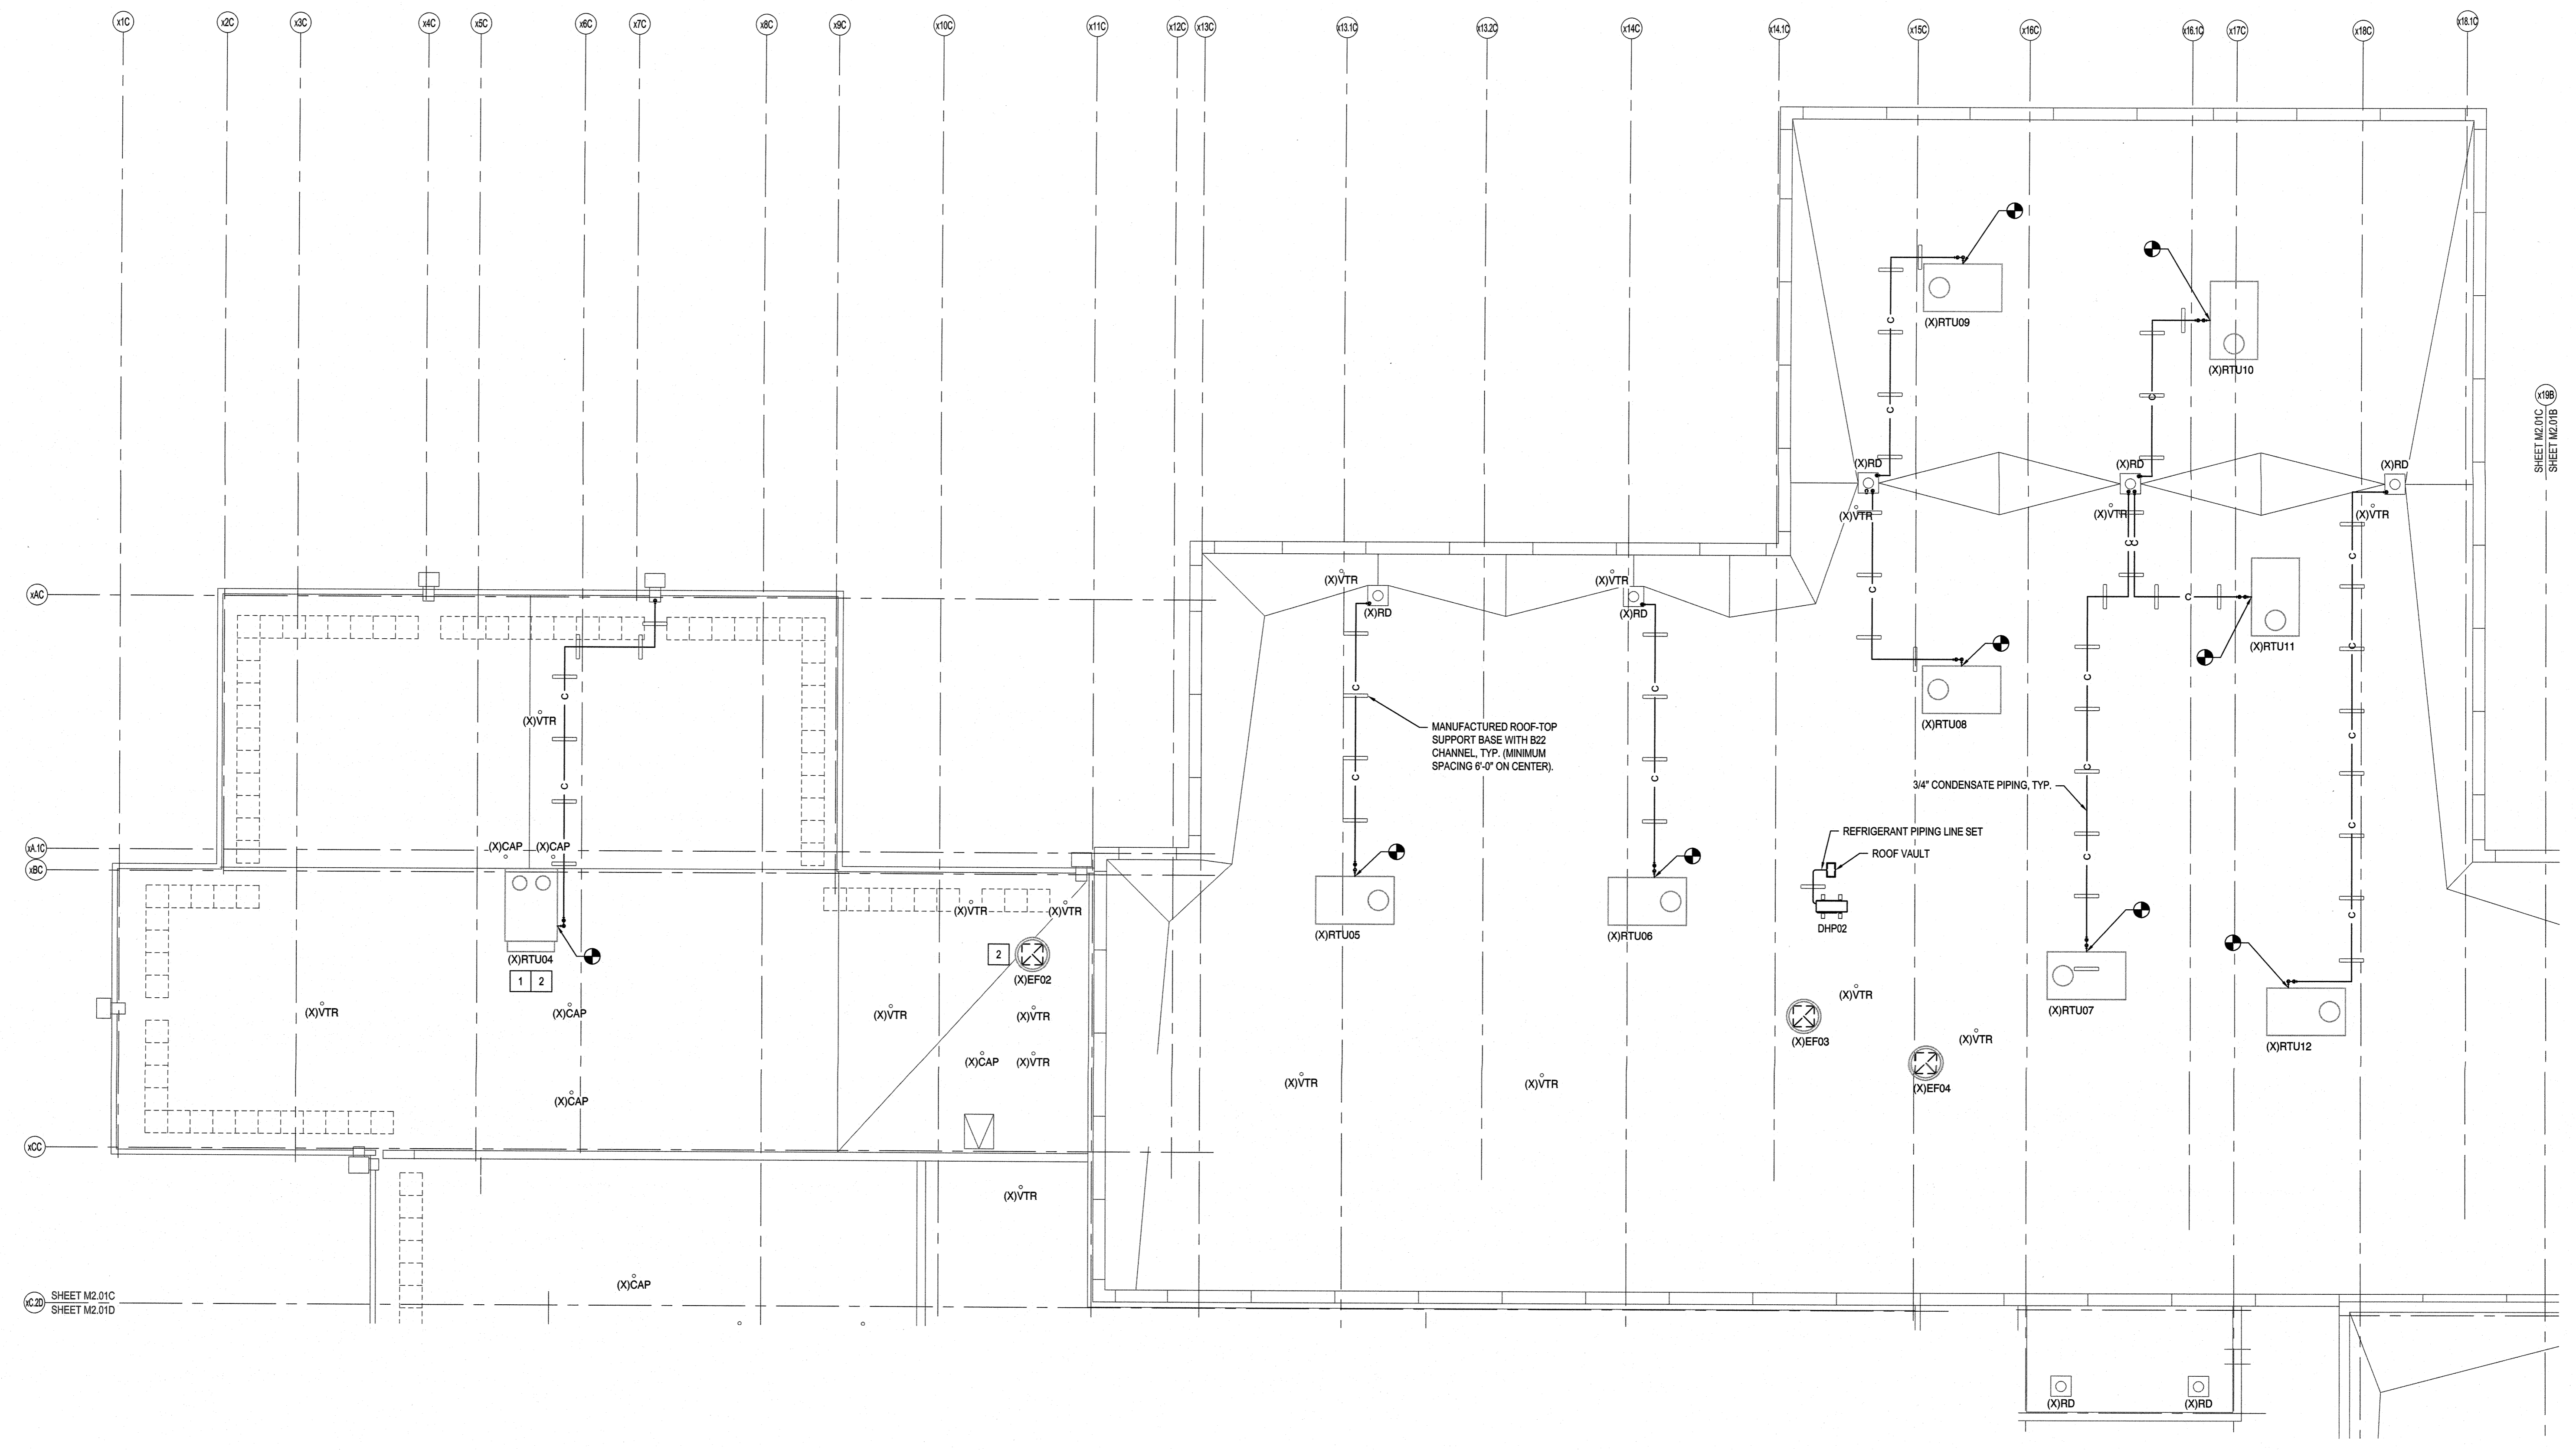 x1C x2C x3C x4C x5C x6C x7C x8C x9C x10C x11C x12C x13C x13.1C x13.2C x14C x14.1C x15C x16C x16.1C x17C x18C x18.1C
(X)RTU09
C
(X)RTU10
C
C
C
x19B
SHEET M2.01C
SHEET M2.01B
(X)RD (X)RD (X)RD
(X)VTR (X)VTR (X)VTR
C C
C
xAC
(X)VTR (X)VTR
C C
(X)RD (X)RD
(X)RTU11
C
C
C
C C
(X)VTR
(X)RTU08
MANUFACTURED ROOF-TOP
SUPPORT BASE WITH B22
CHANNEL, TYP. (MINIMUM
SPACING 6'-0" ON CENTER).
C
C
C
C
C
3/4" CONDENSATE PIPING, TYP.
C
REFRIGERANT PIPING LINE SET
ROOF VAULT
xA.1C
(X)CAP (X)CAP
C
xBC
(X)VTR (X)VTR
C
DHP02
(X)RTU05 (X)RTU06
2
(X)RTU04
(X)EF02
1 2
(X)VTR
(X)RTU07
(X)VTR (X)CAP (X)VTR (X)VTR
(X)EF03
(X)VTR
(X)RTU12
(X)CAP (X)VTR
(X)VTR (X)VTR
(X)EF04
(X)CAP
xCC
(X)VTR
(X)CAP
xC.2D
SHEET M2.01C
SHEET M2.01D
(X)RD (X)RD